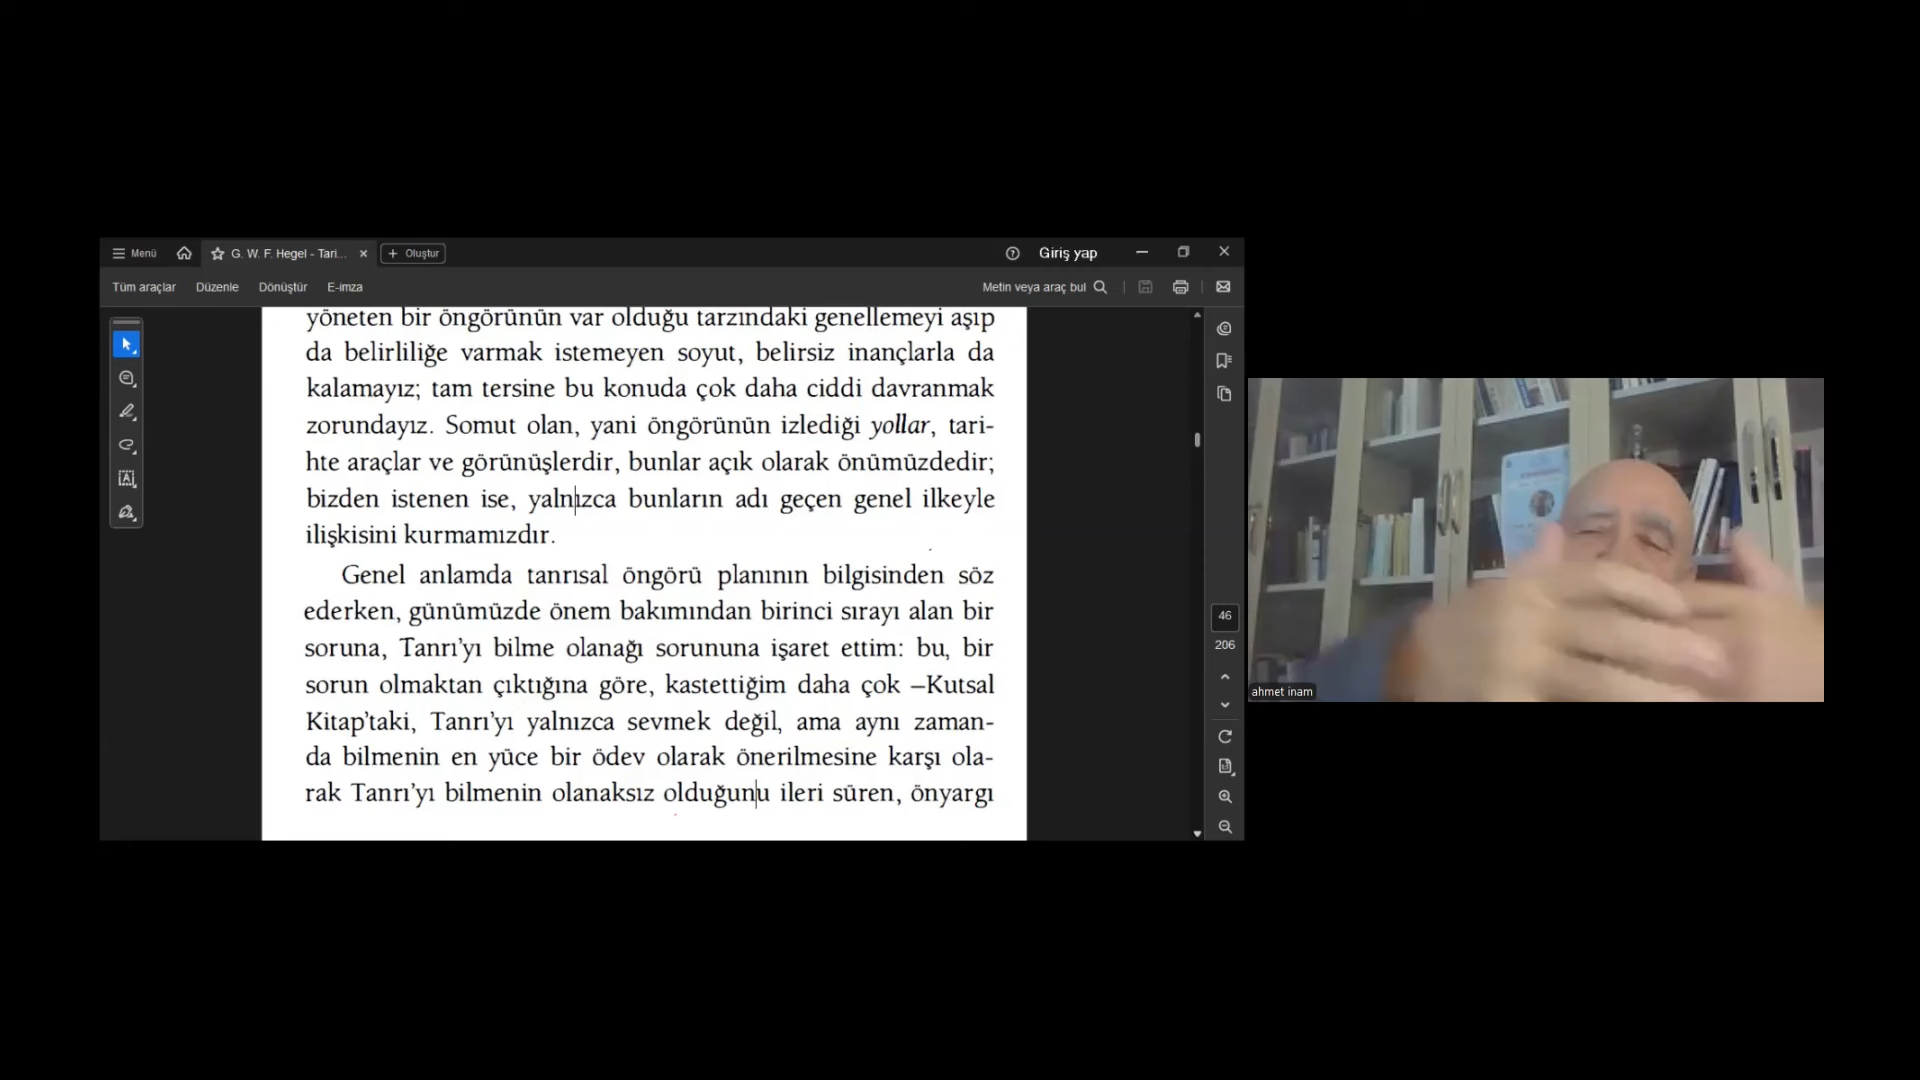 Menü
G. W. F. Hegel - Tari...
Oluştur
Giriş yap
Tüm araçlar
Düzenle
Dönüştür
E-imza
Metin veya araç bul
yöneten bir öngörünün var olduğu tarzındaki genellemeyi aşıp
da belirliliğe varmak istemeyen soyut, belirsiz inançlarla da
kalamayız; tam tersine bu konuda çok daha ciddi davranmak
zorundayız. Somut olan, yani öngörünün izlediği yollar, tari-
hte araçlar ve görünüşlerdir, bunlar açık olarak önümüzdedir;
bizden istenen ise, yalnızca bunların adı geçen genel ilkeyle
ilişkisini kurmamızdır.
Genel anlamda tanrısal öngörü planının bilgisinden söz
ederken, günümüzde önem bakımından birinci sırayı alan bir
soruna, Tanrı'yı bilme olanağı sorununa işaret ettim: bu, bir
sorun olmaktan çıktığına göre, kastettiğim daha çok –Kutsal
Kitap'taki, Tanrı'yı yalnızca sevmek değil, ama aynı zaman-
da bilmenin en yüce bir ödev olarak önerilmesine karşı ola-
rak Tanrı'yı bilmenin olanaksız olduğunu ileri süren, önyargı
46
206
ahmet inam